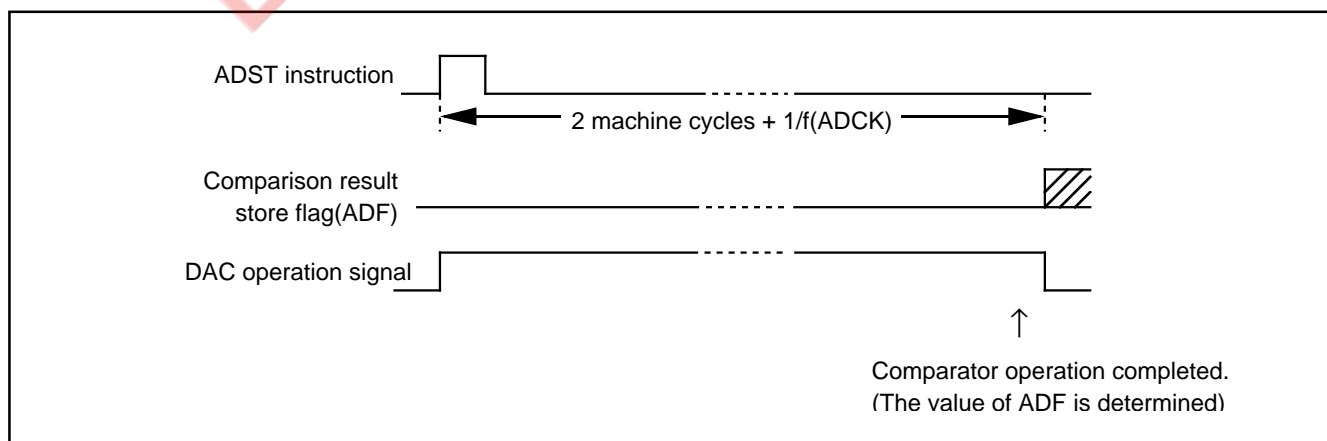 ADST instruction
2 machine cycles + 1/f(ADCK)
Comparison result
store flag(ADF)
DAC operation signal
Comparator operation completed.
(The value of ADF is determined)